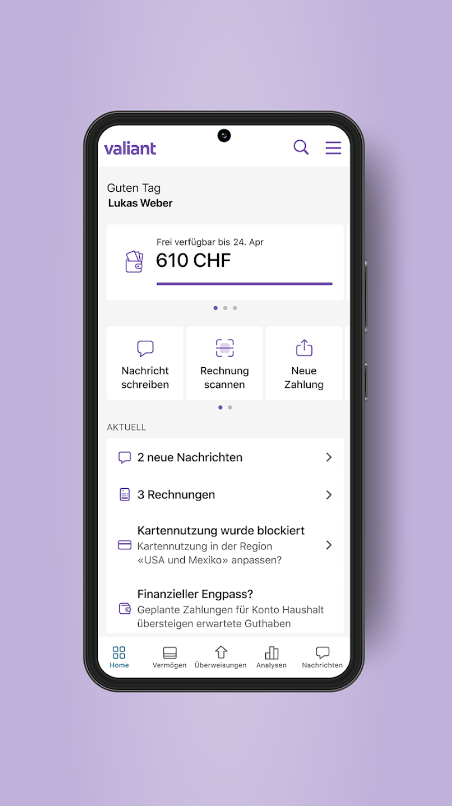 valiant
Guten Tag
Lukas Weber
Frei verfügbar bis 24. Apr
610 CHF
Nachricht
schreiben
Rechnung
scannen
Neue
Zahlung
AKTUELL
2 neue Nachrichten
3 Rechnungen
Kartennutzung wurde blockiert
Kartennutzung in der Region
«USA und Mexiko» anpassen?
Finanzieller Engpass?
Geplante Zahlungen für Konto Haushalt
übersteigen erwartete Guthaben
Home
Vermögen
Überweisungen
Analysen
Nachrichten